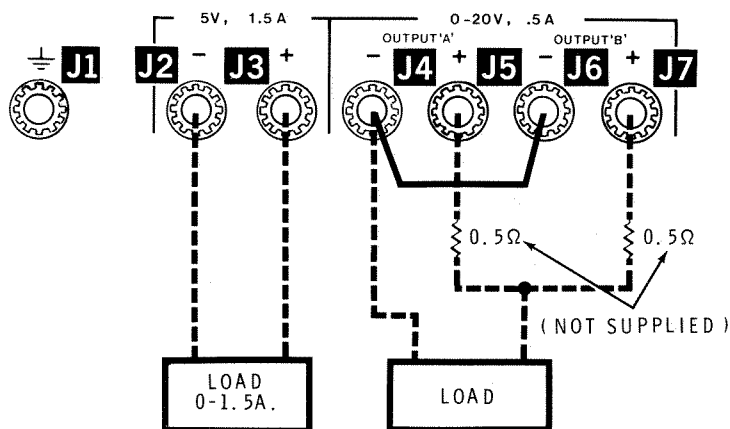 5V, 1.5A 0-20V, .5A
OUTPUT'A' OUTPUT'B'
J1 J2 - J3 + - J4 + J5 - J6 + J7
0.5Ω 0.5Ω
(NOT SUPPLIED)
LOAD
0-1.5A.
LOAD